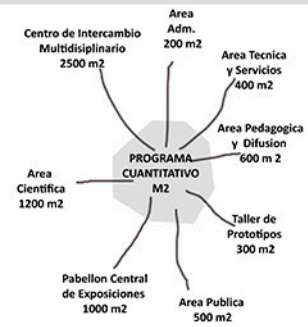 Area
Adm.
200 m2
Centro de Intercambio
Multidisiplinario
2500 m2
Area Tecnica
y Servicios
400 m2
Area Pedagogica
y Difusion
600 m 2
PROGRAMA
CUANTITATIVO
M2
Area
Cientifica
1200 m2
Taller de
Prototipos
300 m2
Pabellon Central
de Exposiciones
1000 m2
Area Publica
500 m2